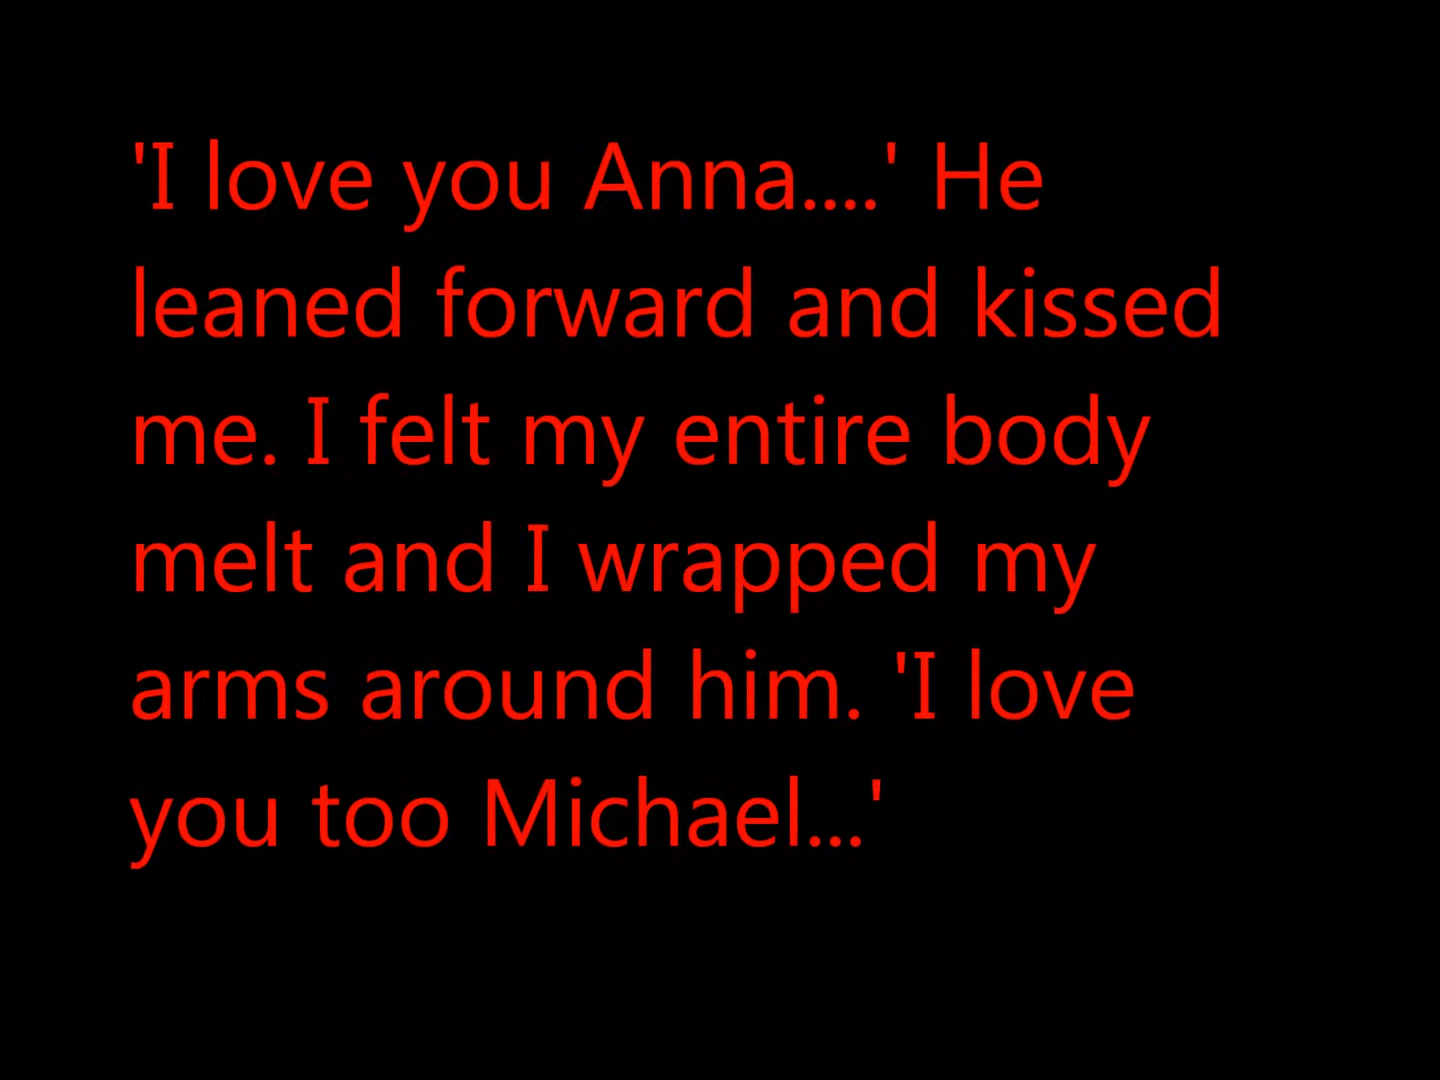 'I love you Anna....' He
leaned forward and kissed
me. I felt my entire body
melt and I wrapped my
arms around him. 'I love
you too Michael...'